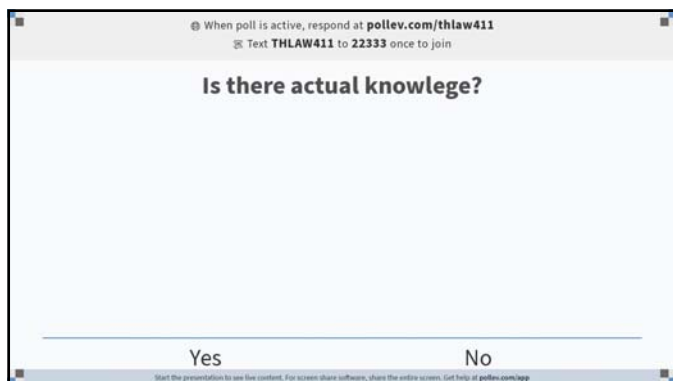 When poll is active, respond at pollev.com/thlaw411
Text THLAW411 to 22333 once to join
Is there actual knowlege?
Yes No
Start the presentation to see live content. For screen share software, share the entire screen. Get help at pollev.com/app